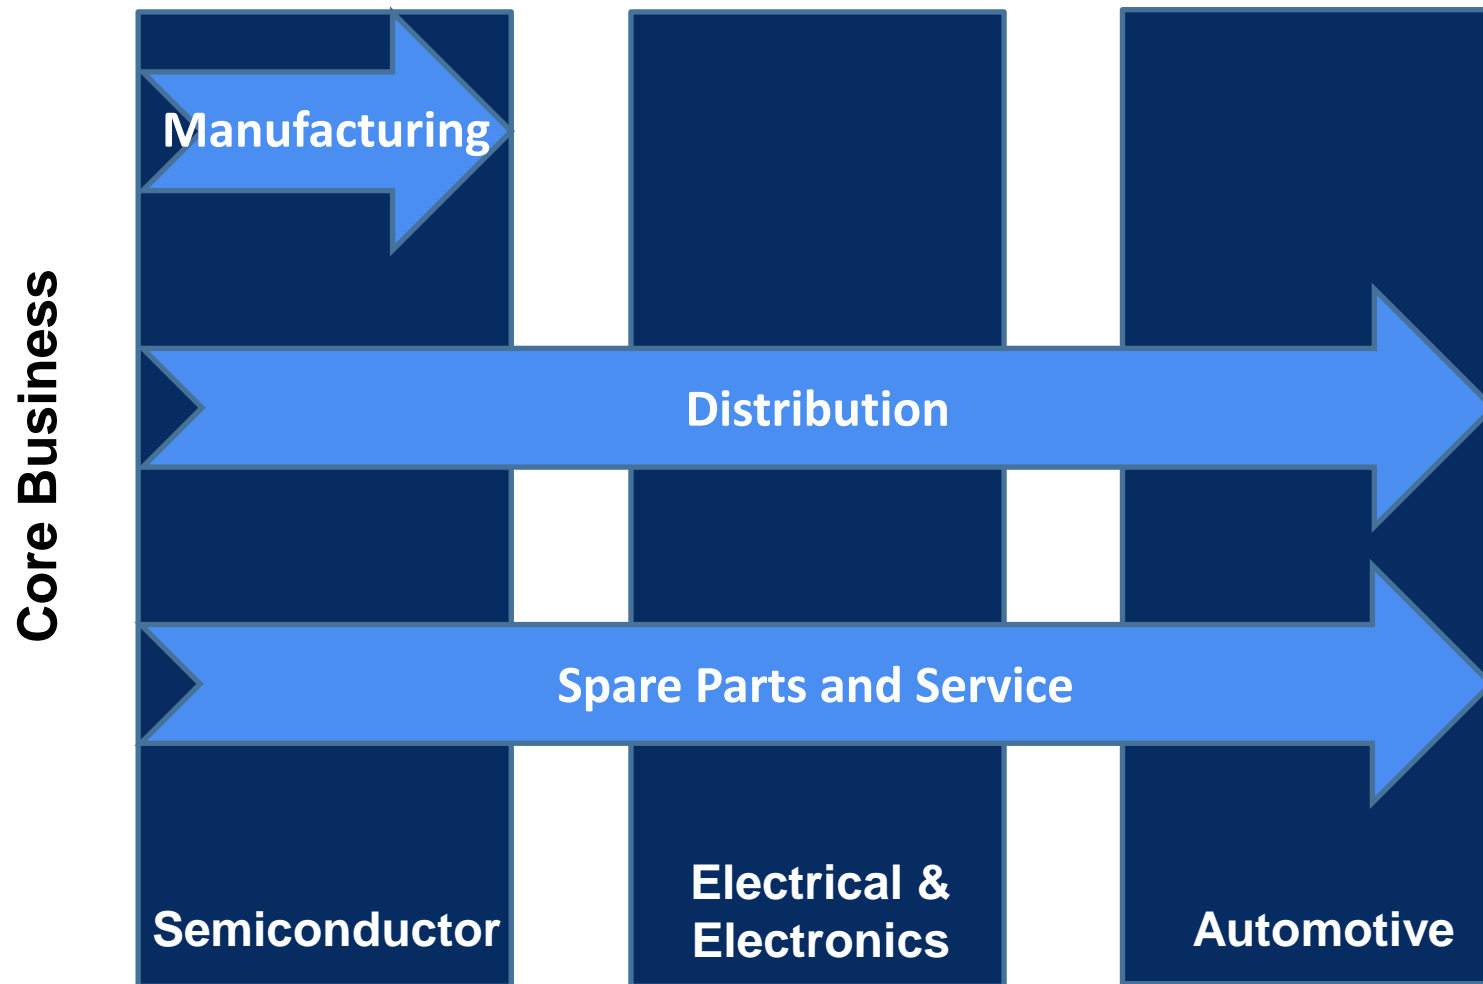 Core Business
Manufacturing
Distribution
Spare Parts and Service
Semiconductor
Electrical &
Electronics
Automotive